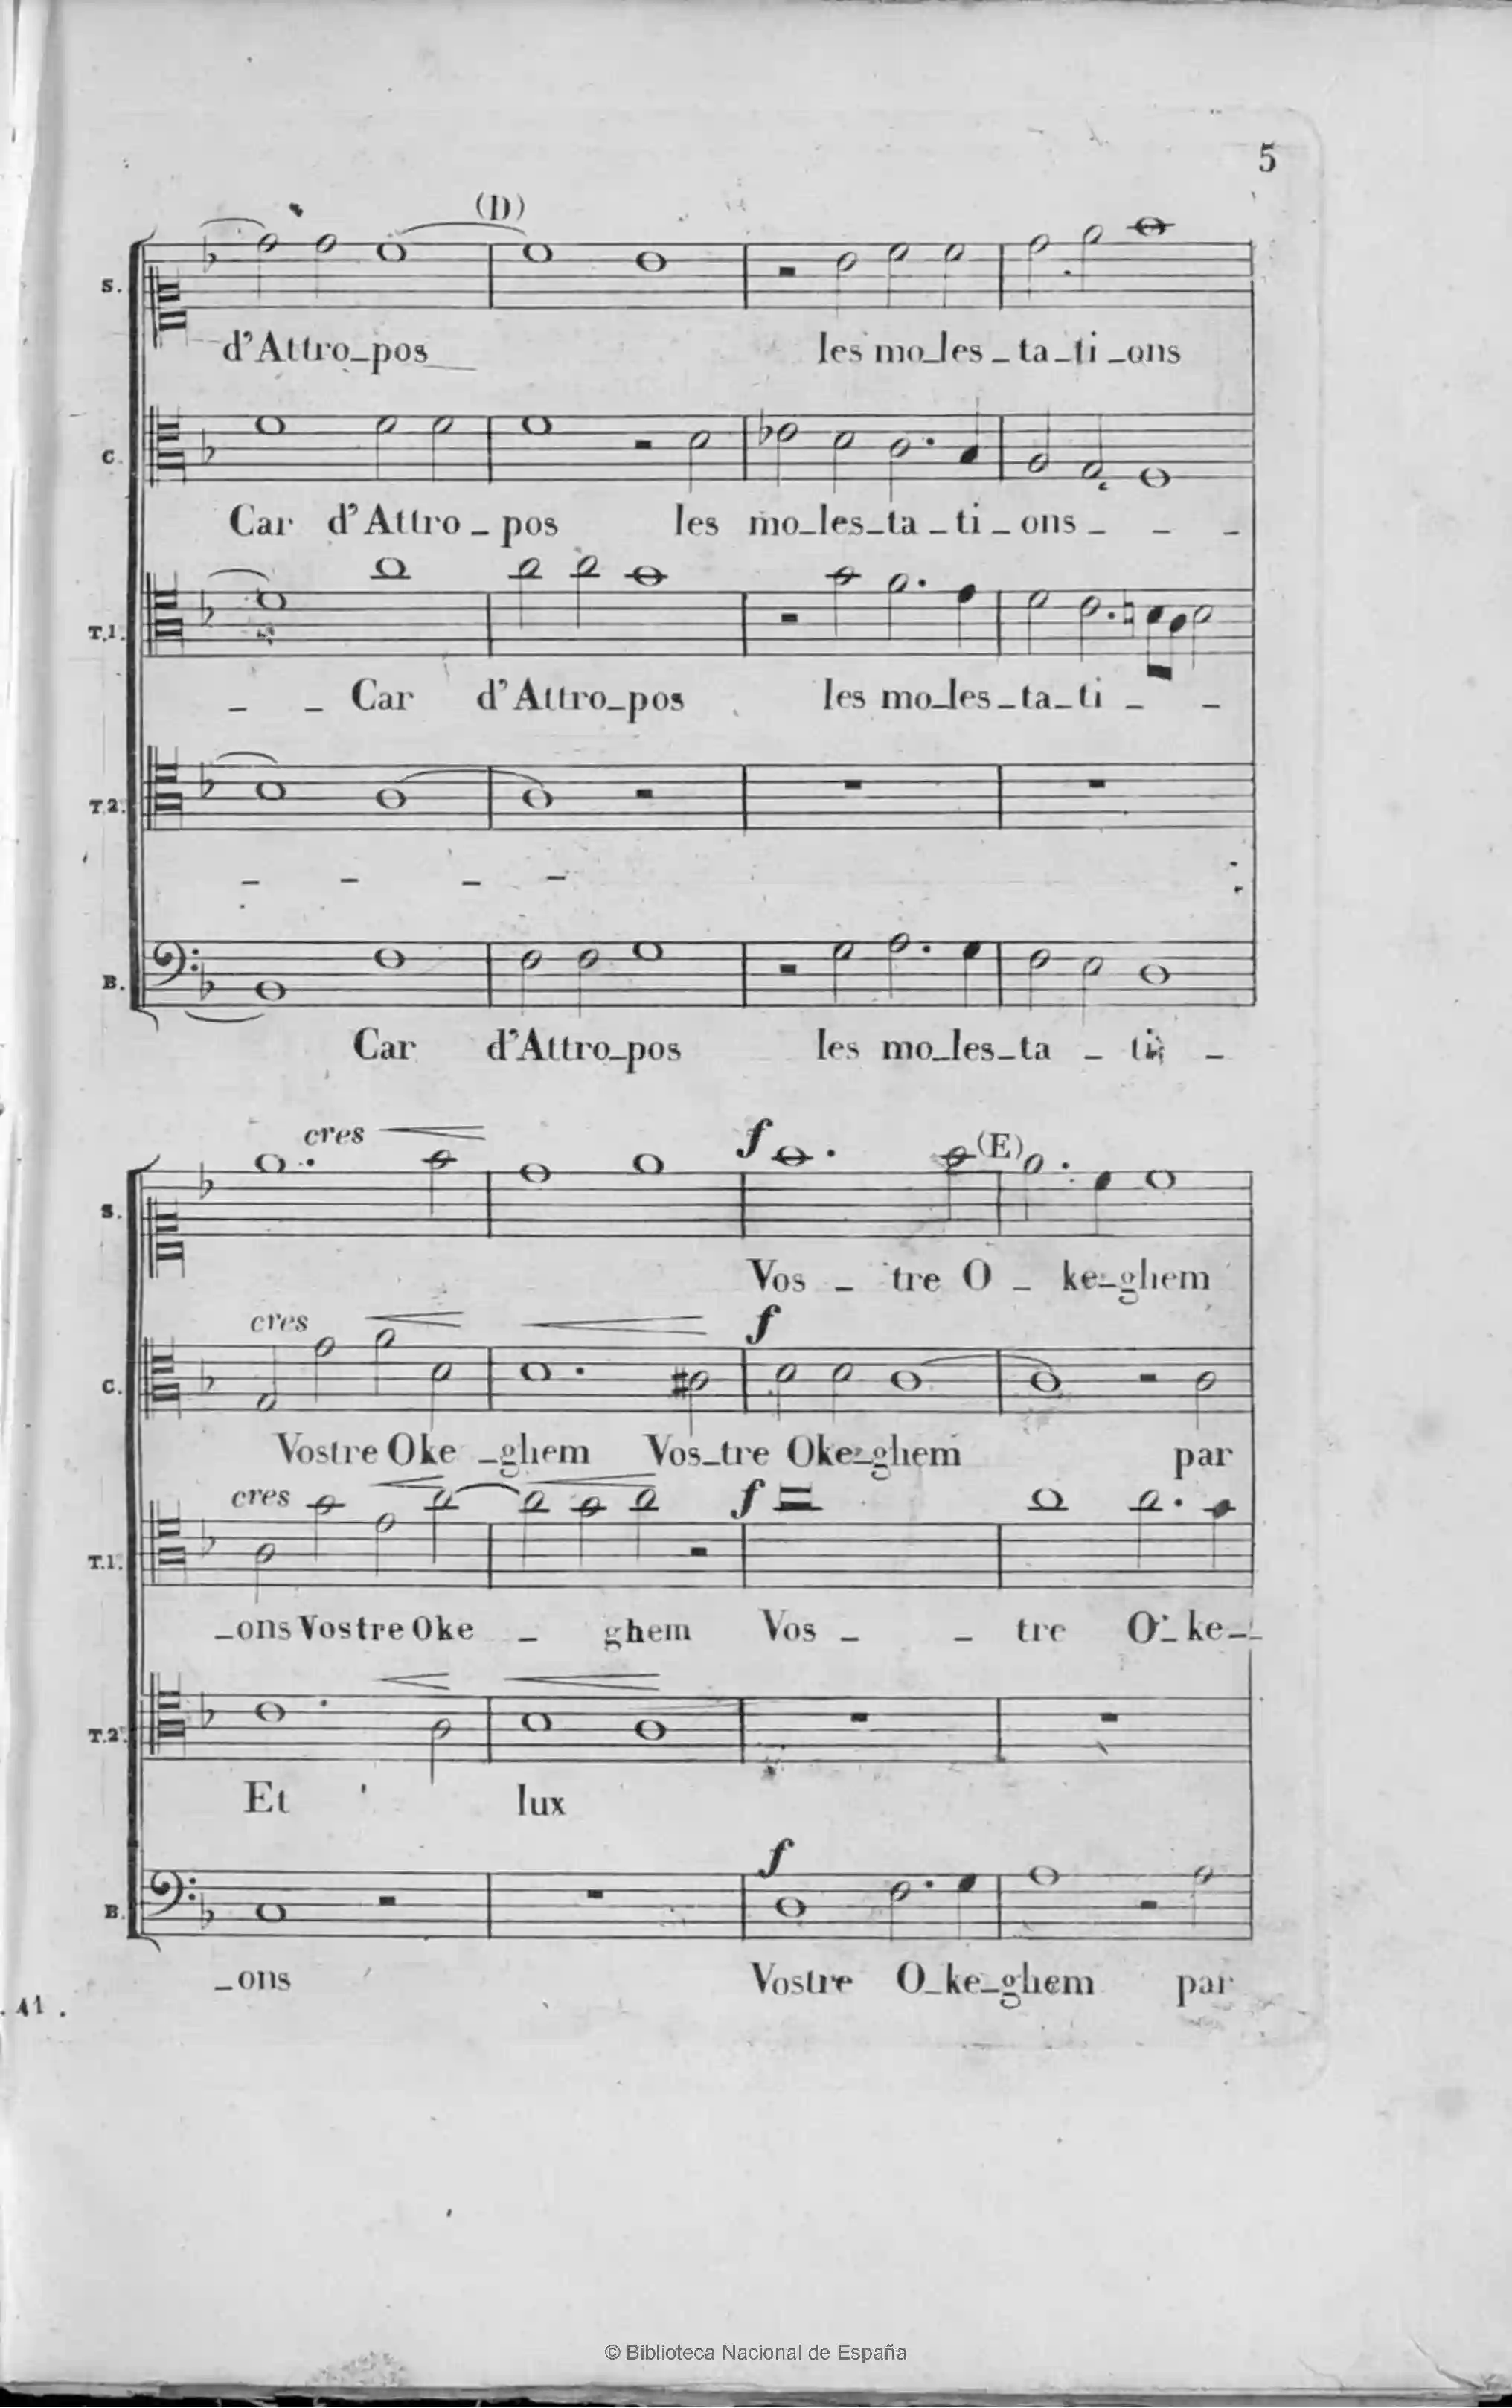 5
(D)
S.
d'Attro_pos
les mo_les_ta_ti_ons
C.
Car d'Attro_pos les mo_les_ta_ti_ons_ _ _
T.1.
_ _ Car d'Attro_pos les mo_les_ta_ti_ _
T.2.
_ _ _ _
B.
Car d'Attro_pos les mo_les_ta_ti_
cres f (E)
S.
Vos_tre O_ke_ghem
cres f
C.
Vostre Oke_ghem Vos_tre Oke_ghem par
cres f
T.1.
_ons Vostre Oke_ghem Vos_ _tre O_ke_
T.2.
Et lux
f
B.
_ons Vostre O_ke_ghem par
.41.
© Biblioteca Nacional de España